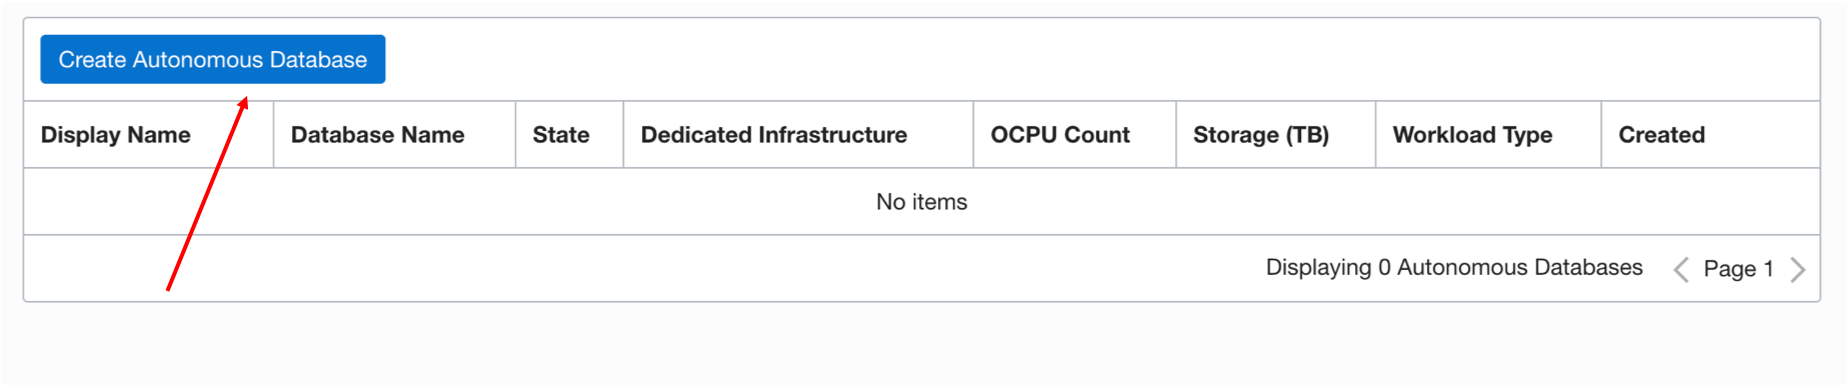 Create Autonomous Database
Display Name Database Name State Dedicated Infrastructure OCPU Count Storage (TB) Workload Type Created
No items
Displaying 0 Autonomous Databases Page 1